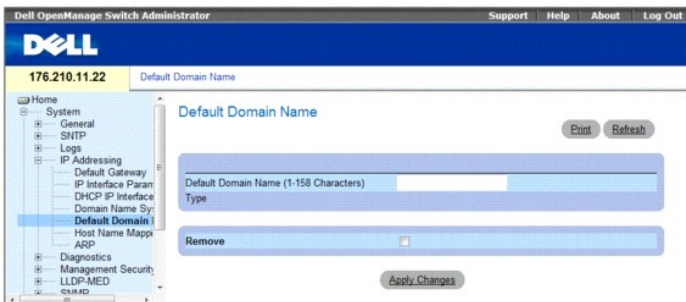 Dell OpenManage Switch Administrator Support Help About Log Out
DELL
176.210.11.22 Default Domain Name
Home
System
General
SNTP
Logs
IP Addressing
Default Gateway
IP Interface Param
DHCP IP Interface
Domain Name Sy
Default Domain
Host Name Mappi
ARP
Diagnostics
Management Security
LLDP-MED
SNMP
Default Domain Name
Print Refresh
Default Domain Name (1-158 Characters)
Type
Remove
Apply Changes